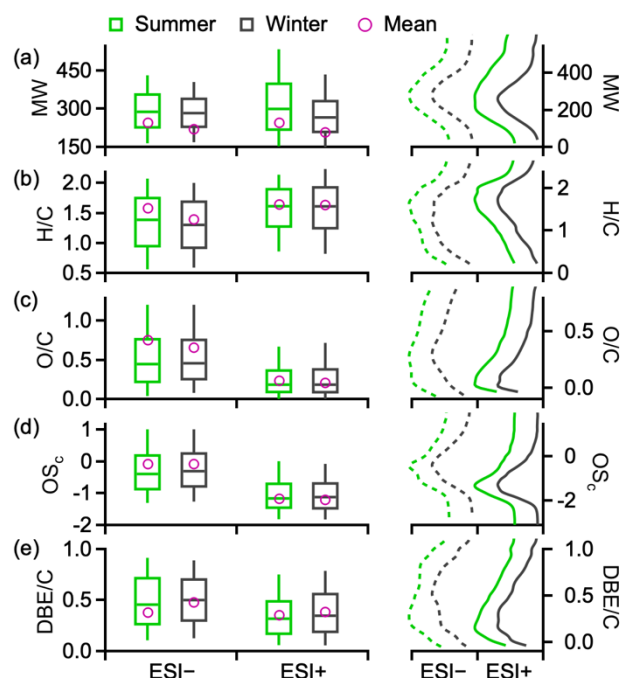 Summer Winter Mean
(a)
MW
450
300
150
400
200
0
MW
(b)
H/C
2.0
1.5
1.0
0.5
2
1
0
H/C
(c)
O/C
1.0
0.5
0.0
0.5
0.0
O/C
(d)
OSc
1
0
-1
-2
0
-2
OSc
(e)
DBE/C
1.0
0.5
0.0
1.0
0.5
0.0
DBE/C
ESI− ESI+ ESI− ESI+